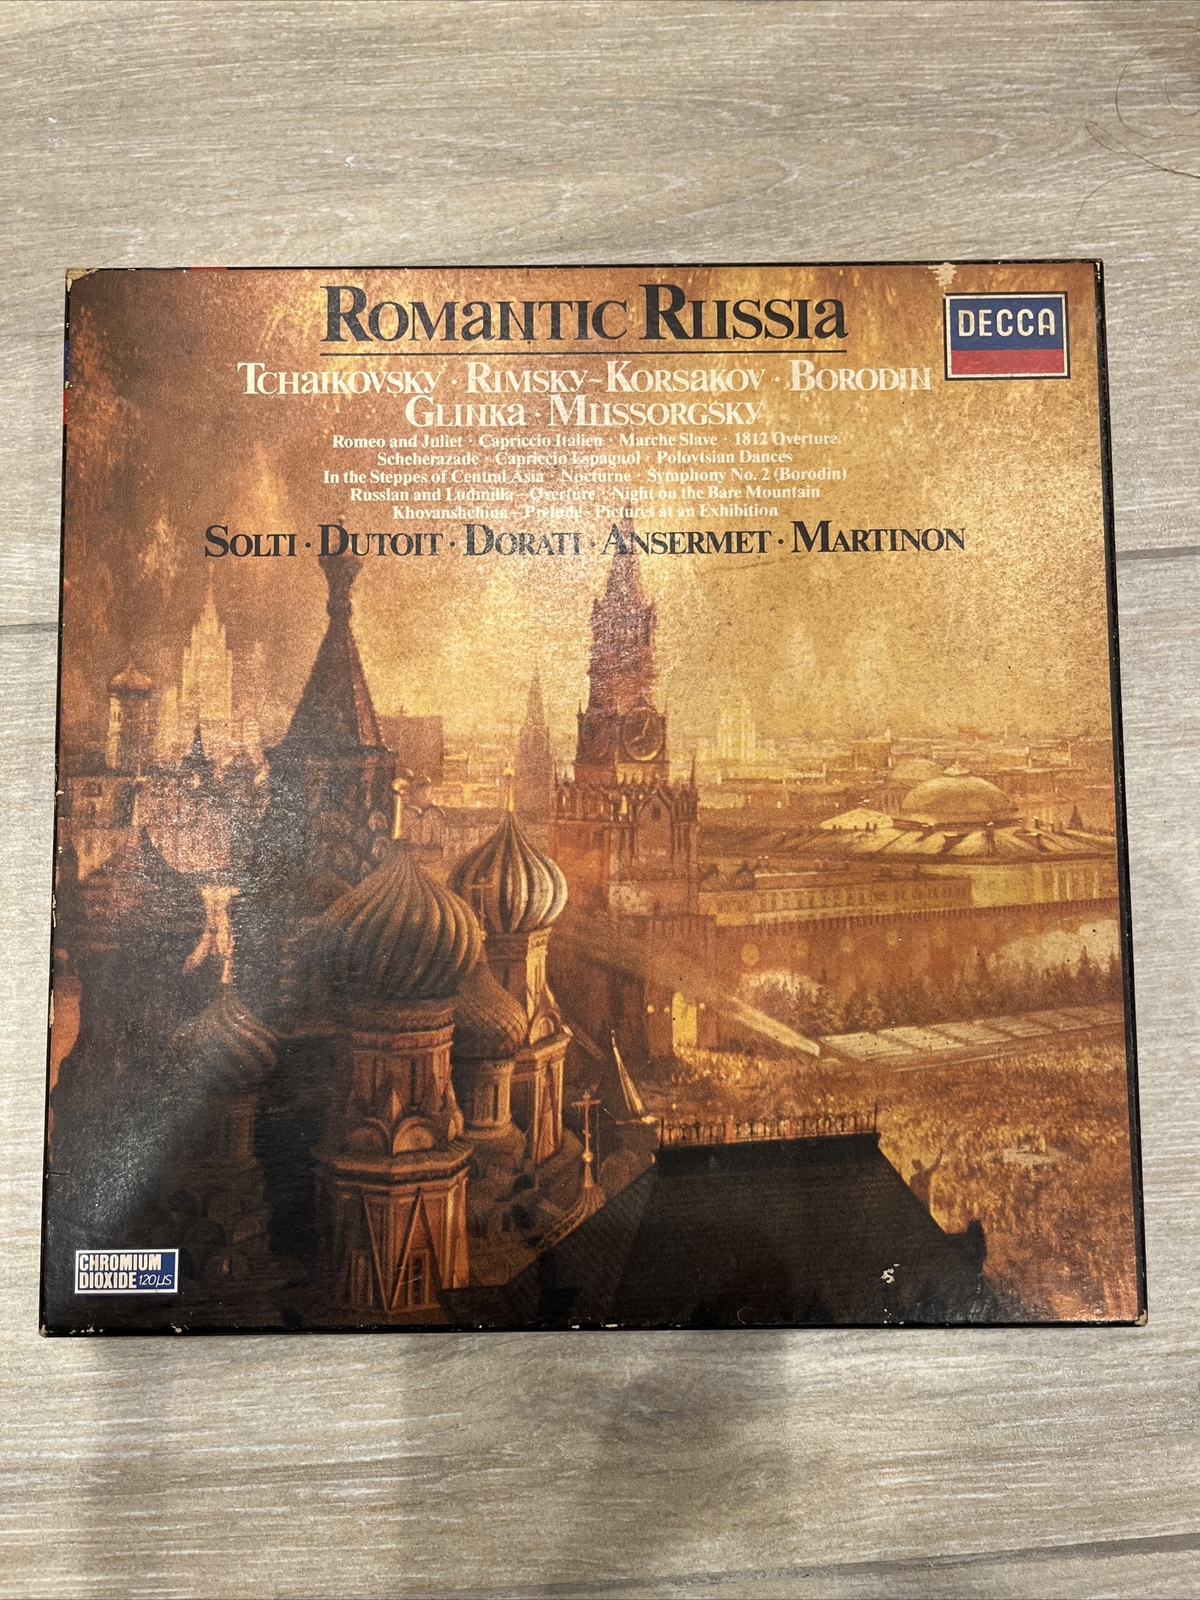 ROMANTIC RUSSIA
DECCA
TCHAIKOVSKY · RIMSKY-KORSAKOV · BORODIN
GLINKA · MUSSORGSKY
Romeo and Juliet · Capriccio Italien · Marche Slave · 1812 Overture
Scheherazade · Capriccio Espagnol · Polovtsian Dances
In the Steppes of Central Asia · Nocturne · Symphony No. 2 (Borodin)
Russlan and Ludmilla – Overture · Night on the Bare Mountain
Khovanshchina – Prelude · Pictures at an Exhibition
SOLTI · DUTOIT · DORATI · ANSERMET · MARTINON
CHROMIUM
DIOXIDE 120µS